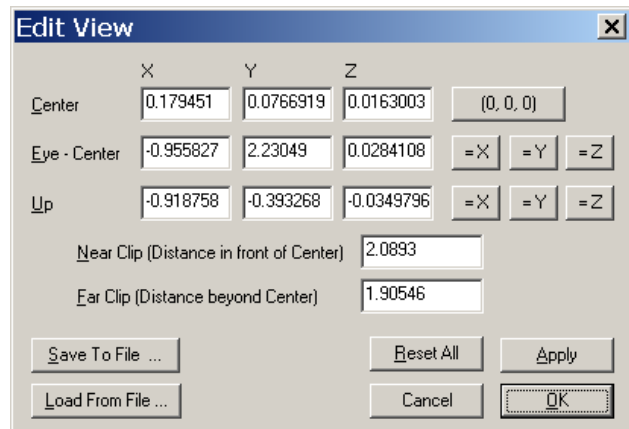 Edit View
X Y Z
Center 0.179451 0.0766919 0.0163003 (0, 0, 0)
Eye - Center -0.955827 2.23049 0.0284108 =X =Y =Z
Up -0.918758 -0.393268 -0.0349796 =X =Y =Z
Near Clip (Distance in front of Center) 2.0893
Far Clip (Distance beyond Center) 1.90546
Save To File ... Reset All Apply
Load From File ... Cancel OK